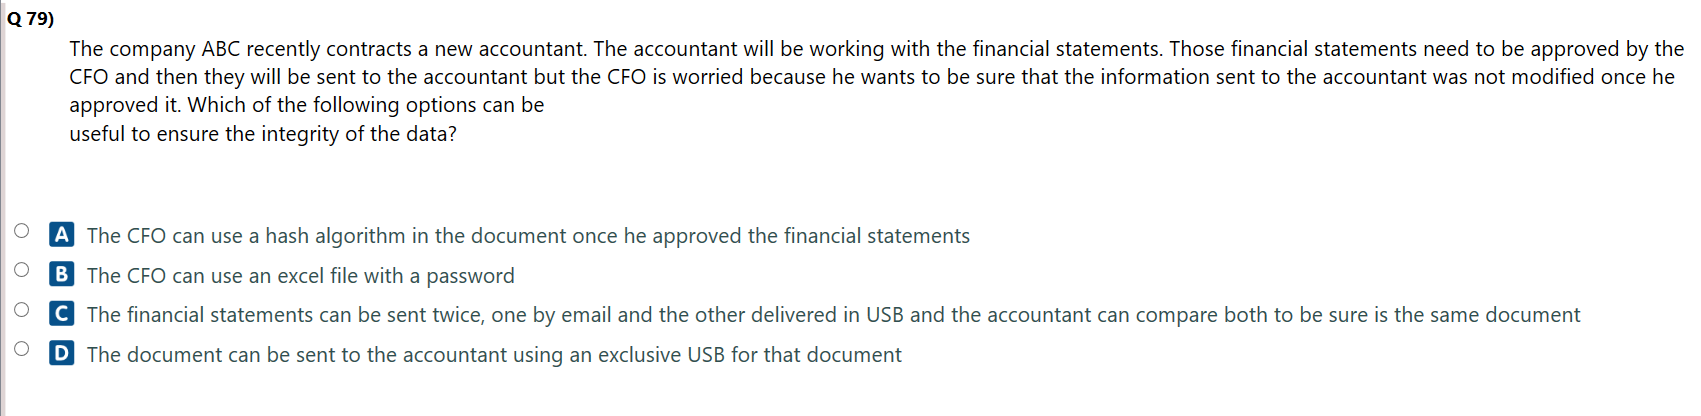 Q 79)
The company ABC recently contracts a new accountant. The accountant will be working with the financial statements. Those financial statements need to be approved by the
CFO and then they will be sent to the accountant but the CFO is worried because he wants to be sure that the information sent to the accountant was not modified once he
approved it. Which of the following options can be
useful to ensure the integrity of the data?
A The CFO can use a hash algorithm in the document once he approved the financial statements
B The CFO can use an excel file with a password
C The financial statements can be sent twice, one by email and the other delivered in USB and the accountant can compare both to be sure is the same document
D The document can be sent to the accountant using an exclusive USB for that document